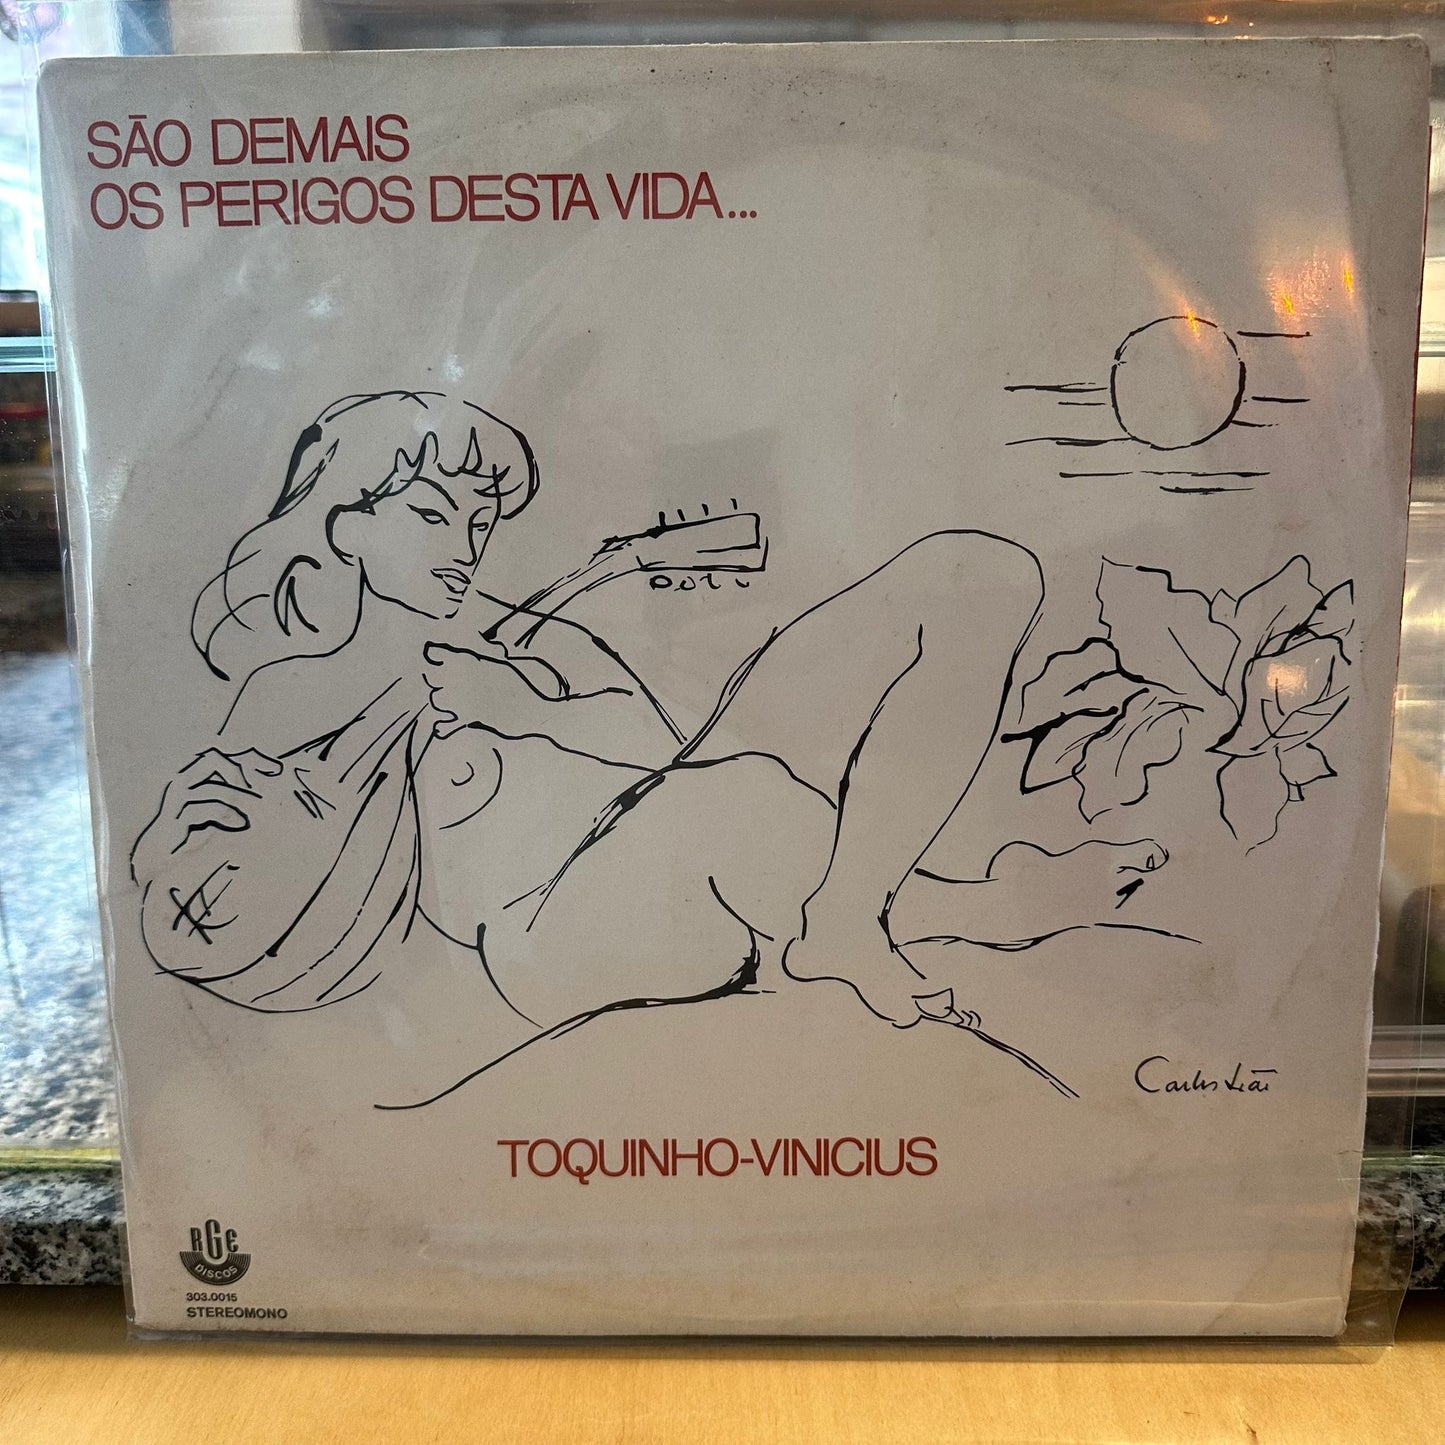 SÃO DEMAIS
OS PERIGOS DESTA VIDA...
Carlos Leão
TOQUINHO-VINICIUS
RGE
DISCOS
303.0015
STEREOMONO